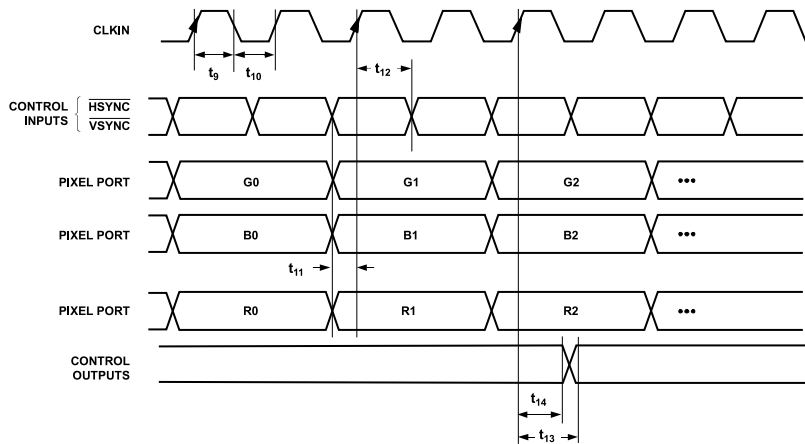 CLKIN
t9
t10
t12
CONTROL INPUTS
HSYNC
VSYNC
PIXEL PORT
G0
G1
G2
•••
PIXEL PORT
B0
B1
B2
•••
t11
PIXEL PORT
R0
R1
R2
•••
CONTROL
OUTPUTS
t14
t13